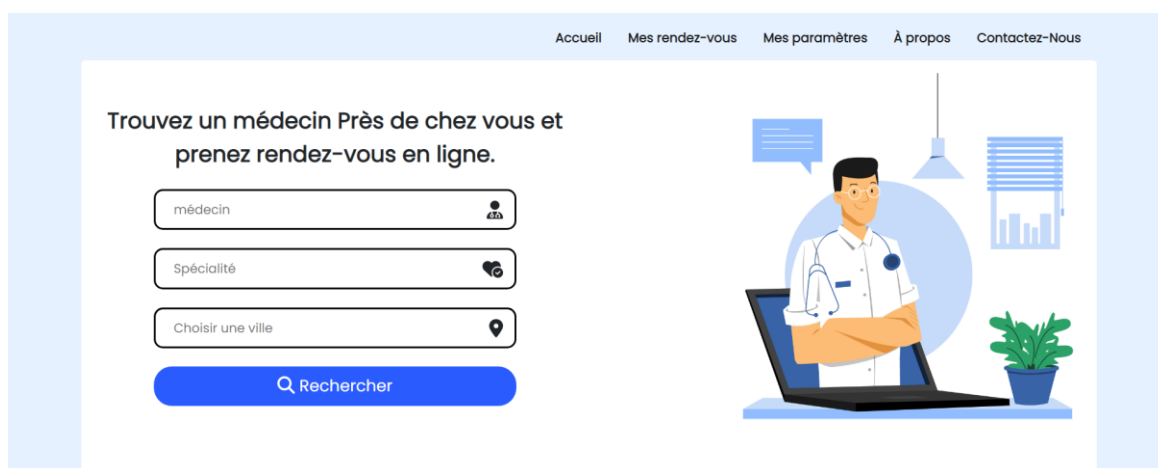 Accueil Mes rendez-vous Mes paramètres À propos Contactez-Nous
Trouvez un médecin Près de chez vous et
prenez rendez-vous en ligne.
médecin
Spécialité
Choisir une ville
Rechercher